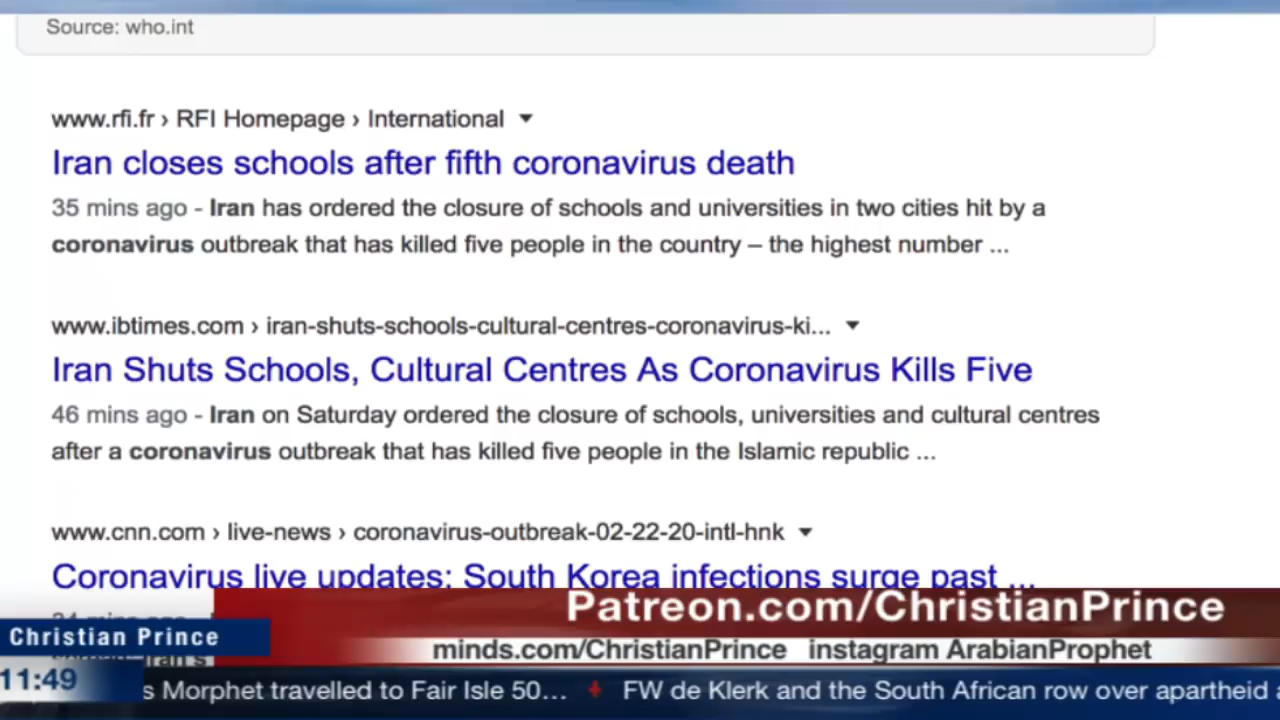 Source: who.int
www.rfi.fr › RFI Homepage › International
Iran closes schools after fifth coronavirus death
35 mins ago - Iran has ordered the closure of schools and universities in two cities hit by a
coronavirus outbreak that has killed five people in the country – the highest number ...
www.ibtimes.com › iran-shuts-schools-cultural-centres-coronavirus-ki...
Iran Shuts Schools, Cultural Centres As Coronavirus Kills Five
46 mins ago - Iran on Saturday ordered the closure of schools, universities and cultural centres
after a coronavirus outbreak that has killed five people in the Islamic republic ...
www.cnn.com › live-news › coronavirus-outbreak-02-22-20-intl-hnk
Coronavirus live updates: South Korea infections surge past ...
Patreon.com/ChristianPrince
Christian Prince
minds.com/ChristianPrince instagram ArabianProphet
11:49
s Morphet travelled to Fair Isle 50... FW de Klerk and the South African row over apartheid a